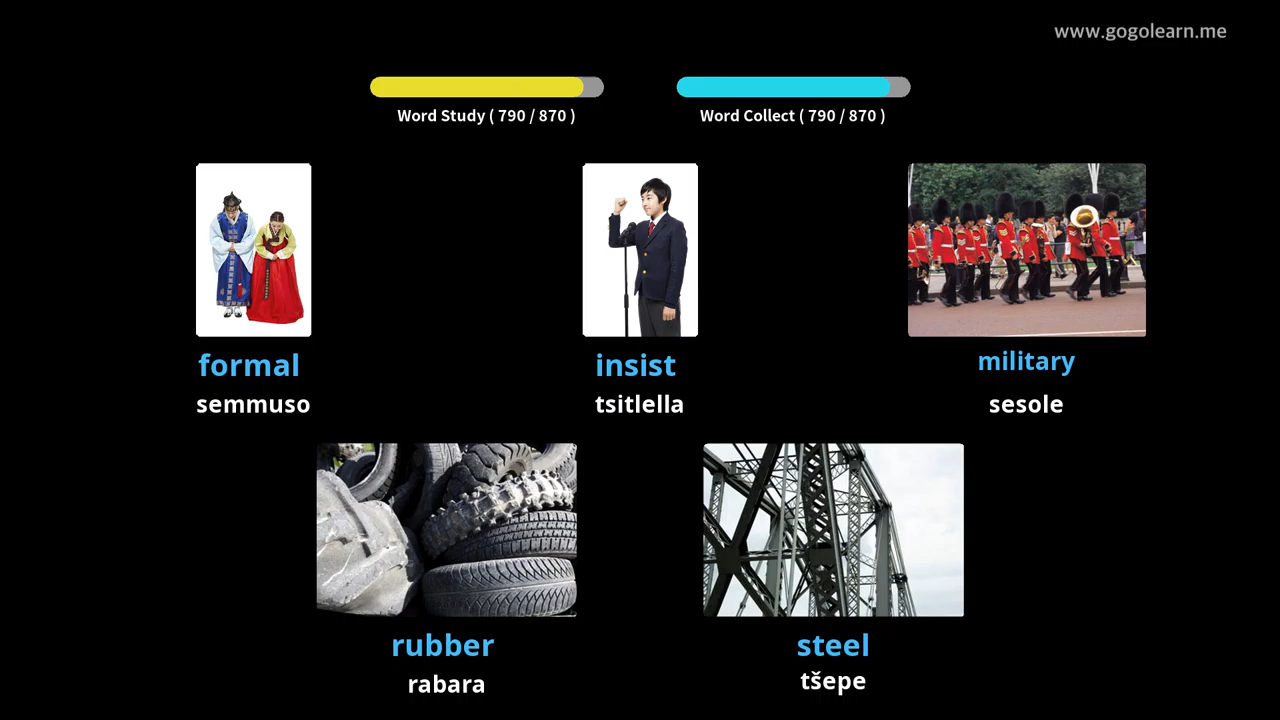 www.gogolearn.me
Word Study ( 790 / 870 )
Word Collect ( 790 / 870 )
formal
semmuso
insist
tsitlella
military
sesole
rubber
rabara
steel
tšepe